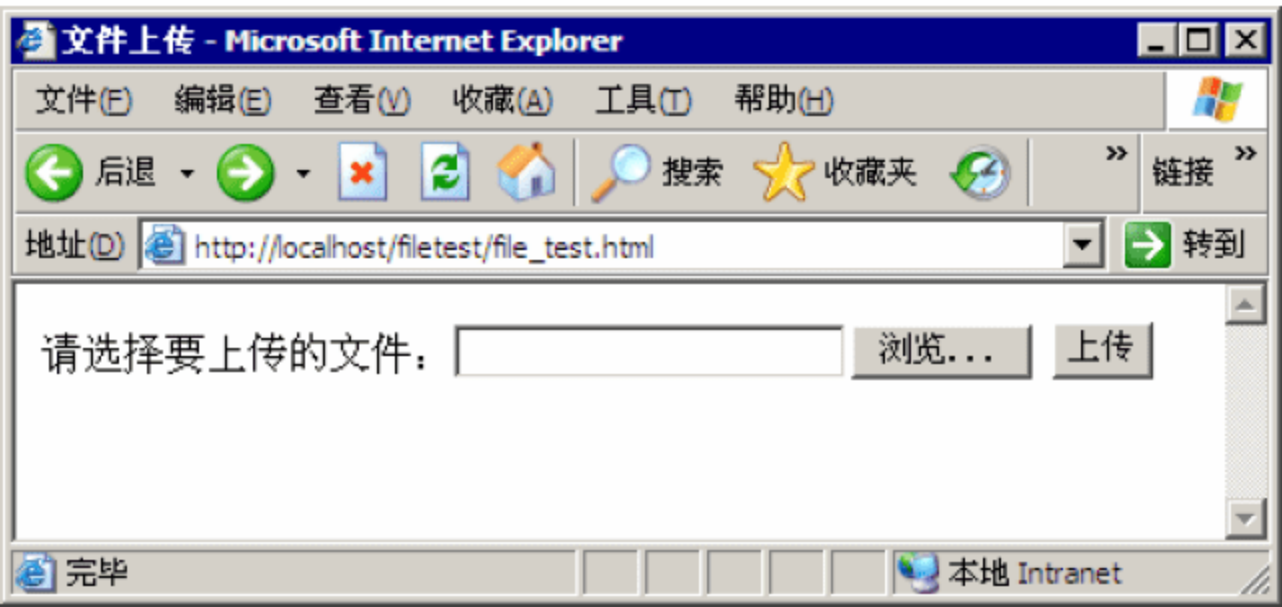 文件上传 - Microsoft Internet Explorer
文件(F) 编辑(E) 查看(V) 收藏(A) 工具(T) 帮助(H)
后退 搜索 收藏夹 » 链接 »
地址(D) http://localhost/filetest/file_test.html 转到
请选择要上传的文件: 浏览... 上传
完毕 本地 Intranet